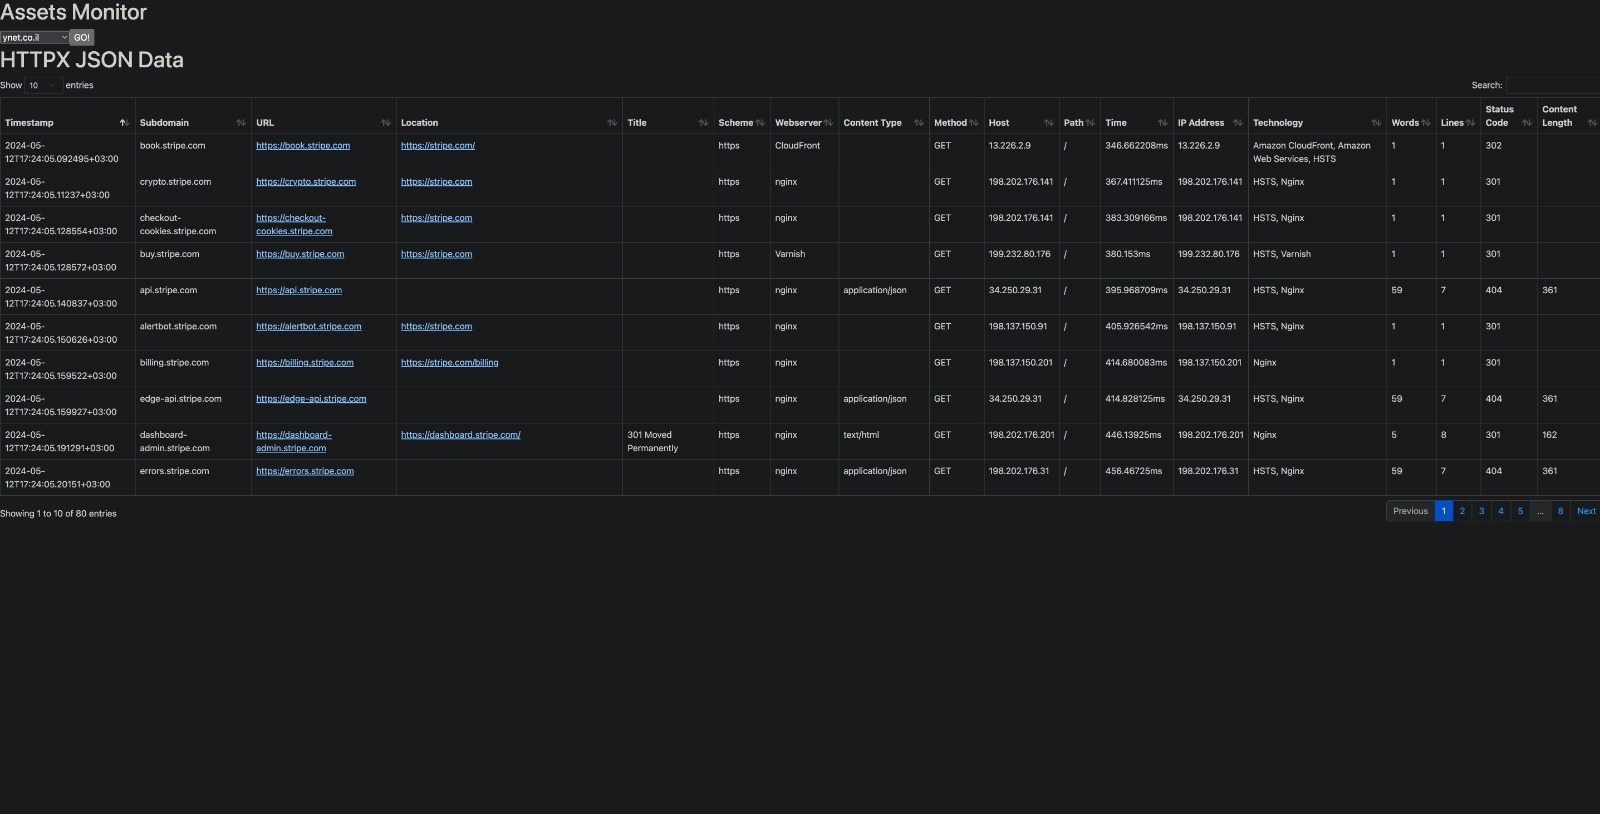 Assets Monitor
ynet.co.il GO!
HTTPX JSON Data
Show 10 entries Search:
Timestamp Subdomain URL Location Title Scheme Webserver Content Type Method Host Path Time IP Address Technology Words Lines Status Code Content Length
2024-05-12T17:24:05.092495+03:00 book.stripe.com https://book.stripe.com https://stripe.com/ https CloudFront GET 13.226.2.9 / 346.662208ms 13.226.2.9 Amazon CloudFront, Amazon Web Services, HSTS 1 1 302
2024-05-12T17:24:05.11237+03:00 crypto.stripe.com https://crypto.stripe.com https://stripe.com https nginx GET 198.202.176.141 / 367.411125ms 198.202.176.141 HSTS, Nginx 1 1 301
2024-05-12T17:24:05.128554+03:00 checkout-cookies.stripe.com https://checkout-cookies.stripe.com https://stripe.com https nginx GET 198.202.176.141 / 383.309166ms 198.202.176.141 HSTS, Nginx 1 1 301
2024-05-12T17:24:05.128572+03:00 buy.stripe.com https://buy.stripe.com https://stripe.com https Varnish GET 199.232.80.176 / 380.153ms 199.232.80.176 HSTS, Varnish 1 1 301
2024-05-12T17:24:05.140837+03:00 api.stripe.com https://api.stripe.com https nginx application/json GET 34.250.29.31 / 395.968709ms 34.250.29.31 HSTS, Nginx 59 7 404 361
2024-05-12T17:24:05.150626+03:00 alertbot.stripe.com https://alertbot.stripe.com https://stripe.com https nginx GET 198.137.150.91 / 405.926542ms 198.137.150.91 HSTS, Nginx 1 1 301
2024-05-12T17:24:05.159522+03:00 billing.stripe.com https://billing.stripe.com https://stripe.com/billing https nginx GET 198.137.150.201 / 414.680083ms 198.137.150.201 Nginx 1 1 301
2024-05-12T17:24:05.159927+03:00 edge-api.stripe.com https://edge-api.stripe.com https nginx application/json GET 34.250.29.31 / 414.828125ms 34.250.29.31 HSTS, Nginx 59 7 404 361
2024-05-12T17:24:05.191291+03:00 dashboard-admin.stripe.com https://dashboard-admin.stripe.com https://dashboard.stripe.com/ 301 Moved Permanently https nginx text/html GET 198.202.176.201 / 446.13925ms 198.202.176.201 Nginx 5 8 301 162
2024-05-12T17:24:05.20151+03:00 errors.stripe.com https://errors.stripe.com https nginx application/json GET 198.202.176.31 / 456.46725ms 198.202.176.31 HSTS, Nginx 59 7 404 361
Showing 1 to 10 of 80 entries Previous 1 2 3 4 5 ... 8 Next